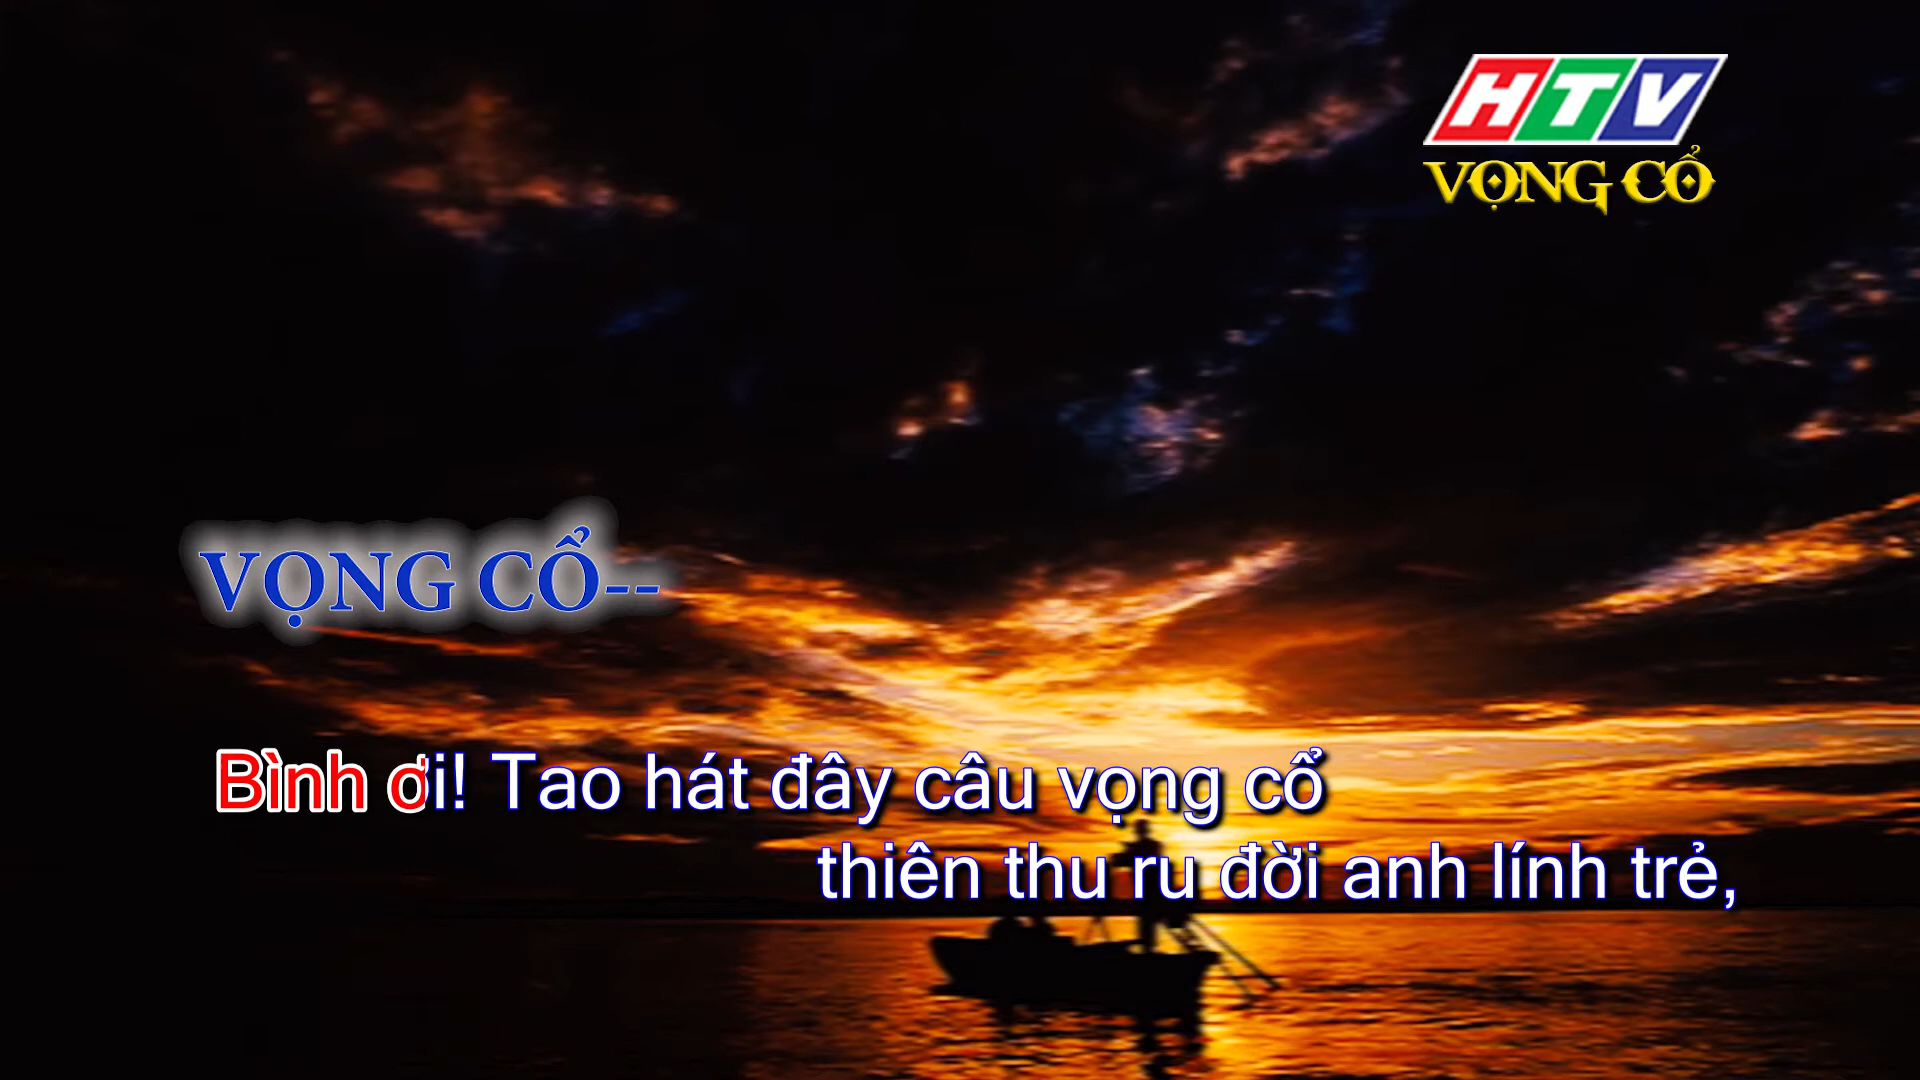 HTV
VỌNG CỔ
VỌNG CỔ--
Bình ơi! Tao hát đây câu vọng cổ
thiên thu ru đời anh lính trẻ,